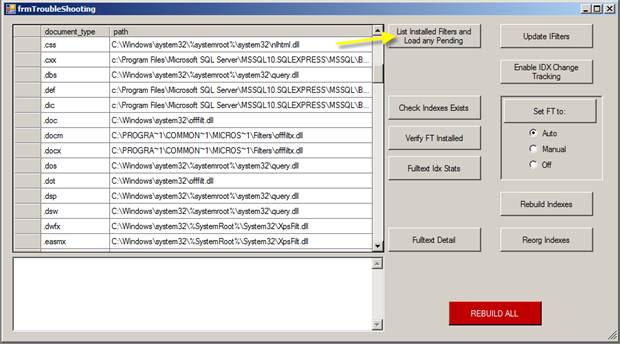 frmTroubleShooting
document_type path
.css C:\Windows\system32\%systemroot%\system32\nlhtml.dll
.cxx c:\Program Files\Microsoft SQL Server\MSSQL10.SQLEXPRESS\MSSQL\B...
.dbs C:\Windows\system32\%systemroot%\system32\query.dll
.def c:\Program Files\Microsoft SQL Server\MSSQL10.SQLEXPRESS\MSSQL\B...
.dic c:\Program Files\Microsoft SQL Server\MSSQL10.SQLEXPRESS\MSSQL\B...
.doc C:\Windows\system32\offfilt.dll
.docm C:\PROGRA~1\COMMON~1\MICROS~1\Filters\offfiltx.dll
.docx C:\PROGRA~1\COMMON~1\MICROS~1\Filters\offfiltx.dll
.dos C:\Windows\system32\%systemroot%\system32\query.dll
.dot C:\Windows\system32\offfilt.dll
.dsp C:\Windows\system32\%systemroot%\system32\query.dll
.dsw C:\Windows\system32\%systemroot%\system32\query.dll
.dwfx C:\Windows\system32\%SystemRoot%\System32\XpsFilt.dll
.easmx C:\Windows\system32\%SystemRoot%\System32\XpsFilt.dll
List Installed Filters and
Load any Pending
Check Indexes Exists
Verify FT Installed
Fulltext Idx Stats
Fulltext Detail
Update IFilters
Enable IDX Change
Tracking
Set FT to:
Auto
Manual
Off
Rebuild Indexes
Reorg Indexes
REBUILD ALL